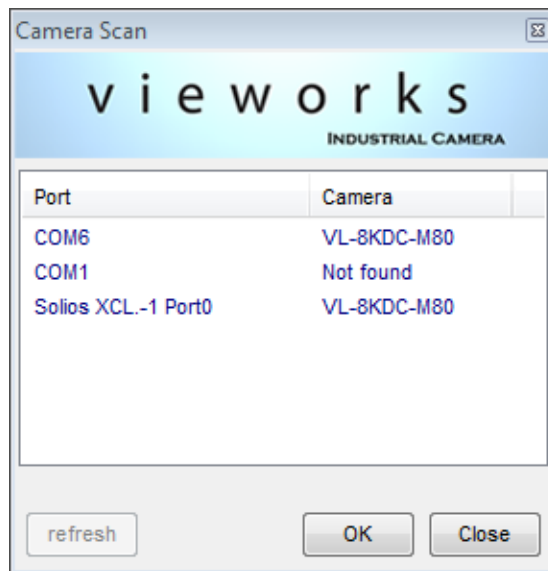 Camera Scan
vieworks
INDUSTRIAL CAMERA
Port Camera
COM6 VL-8KDC-M80
COM1 Not found
Solios XCL.-1 Port0 VL-8KDC-M80
refresh OK Close